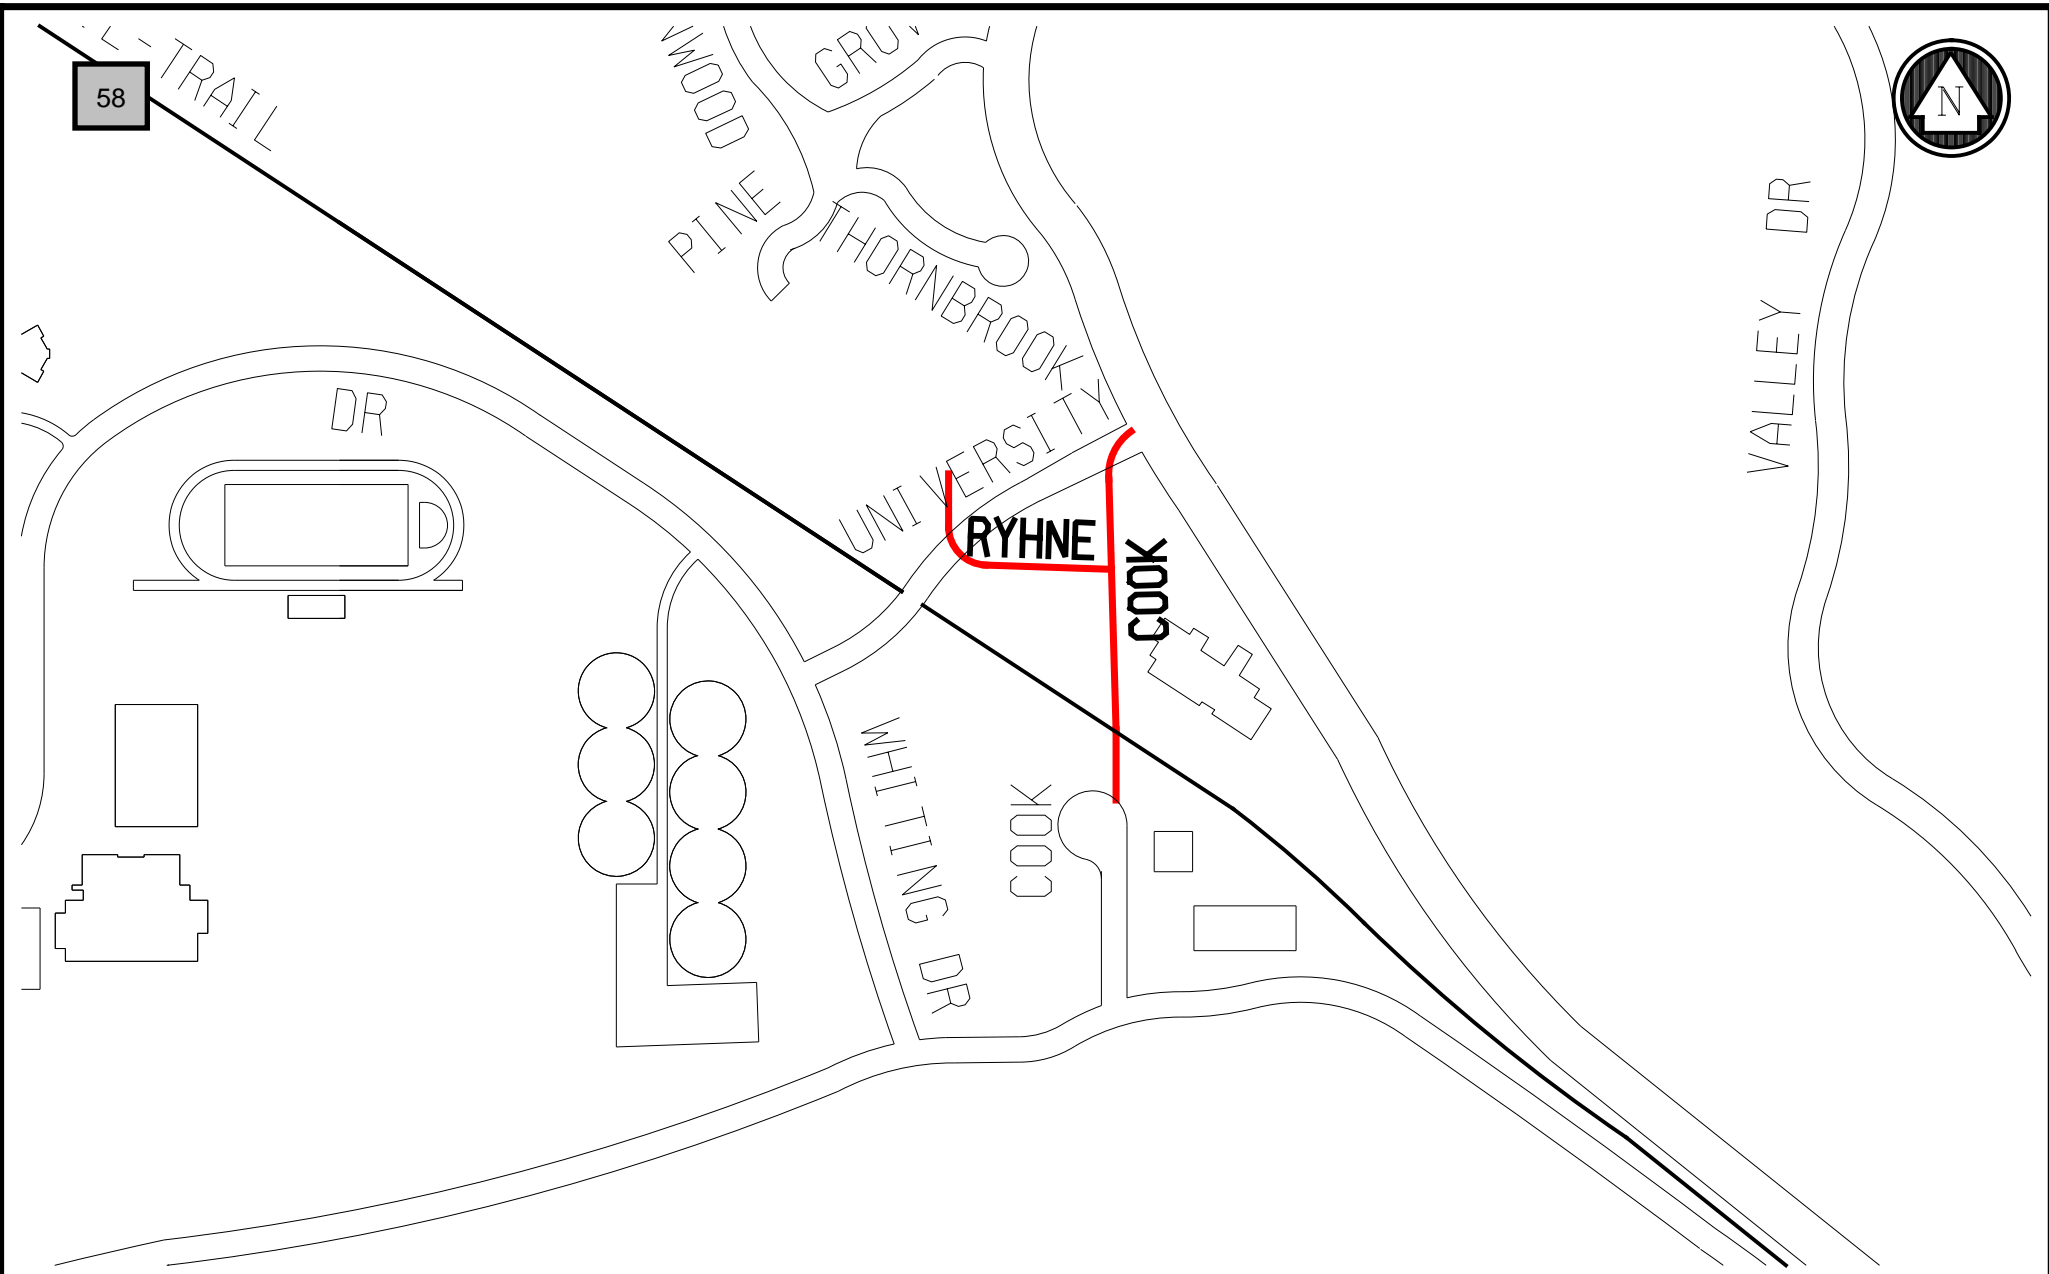 -TRAIL
58
WOOD
PINE
THORNBROOK
N
VALLEY DR
DR
UNIVERSITY
RYHNE
COOK
WHITING DR
COOK